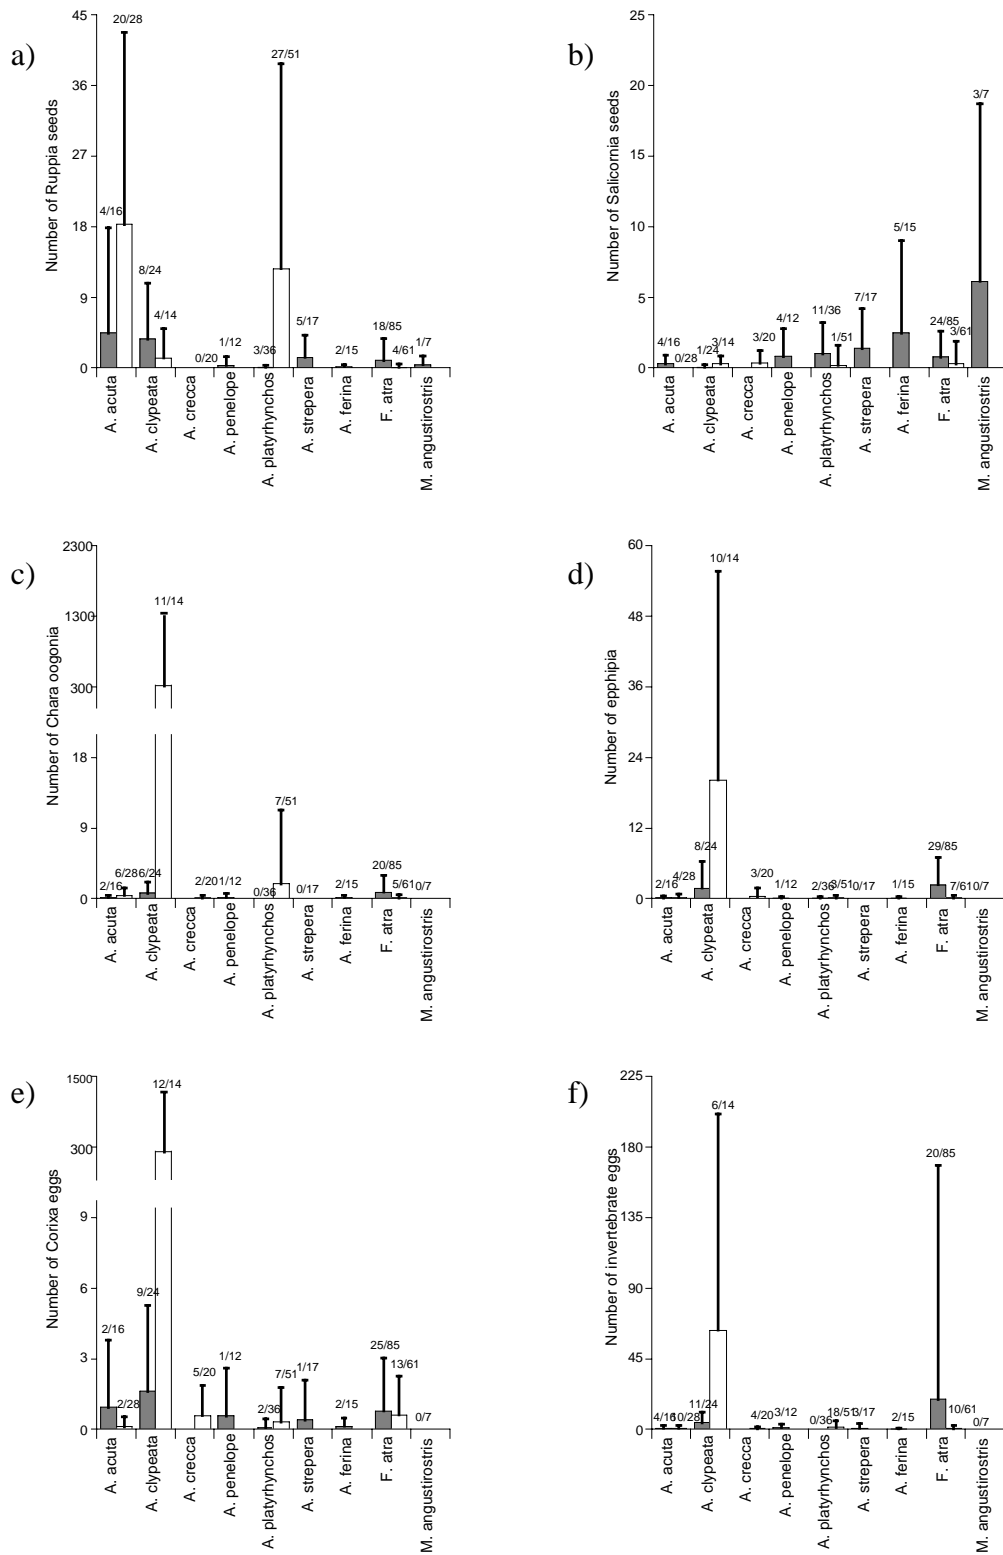 a)
Number of Ruppia seeds
45
36
27
18
9
0
4/16
20/28
8/24
4/14
0/20
1/12
3/36
27/51
5/17
2/15
18/85
4/61
1/7
A. acuta
A. clypeata
A. crecca
A. penelope
A. platyrhynchos
A. strepera
A. ferina
F. atra
M. angustirostris
b)
Number of Salicornia seeds
25
20
15
10
5
0
4/16
0/28
1/24
3/14
3/20
4/12
11/36
1/51
7/17
5/15
24/85
3/61
3/7
A. acuta
A. clypeata
A. crecca
A. penelope
A. platyrhynchos
A. strepera
A. ferina
F. atra
M. angustirostris
c)
Number of Chara oogonia
2300
1300
300
18
9
0
2/16
6/28
6/24
11/14
2/20
1/12
0/36
7/51
0/17
2/15
20/85
5/61
0/7
A. acuta
A. clypeata
A. crecca
A. penelope
A. platyrhynchos
A. strepera
A. ferina
F. atra
M. angustirostris
d)
Number of epphipia
60
48
36
24
12
0
2/16
4/28
8/24
10/14
3/20
1/12
2/36
3/51
0/17
1/15
29/85
7/61
0/7
A. acuta
A. clypeata
A. crecca
A. penelope
A. platyrhynchos
A. strepera
A. ferina
F. atra
M. angustirostris
e)
Number of Corixa eggs
1500
300
9
6
3
0
2/16
2/28
9/24
12/14
5/20
1/12
2/36
7/51
1/17
2/15
25/85
13/61
0/7
A. acuta
A. clypeata
A. crecca
A. penelope
A. platyrhynchos
A. strepera
A. ferina
F. atra
M. angustirostris
f)
Number of invertebrate eggs
225
180
135
90
45
0
4/16
10/28
11/24
6/14
4/20
3/12
0/36
18/51
3/17
2/15
20/85
10/61
0/7
A. acuta
A. clypeata
A. crecca
A. penelope
A. platyrhynchos
A. strepera
A. ferina
F. atra
M. angustirostris